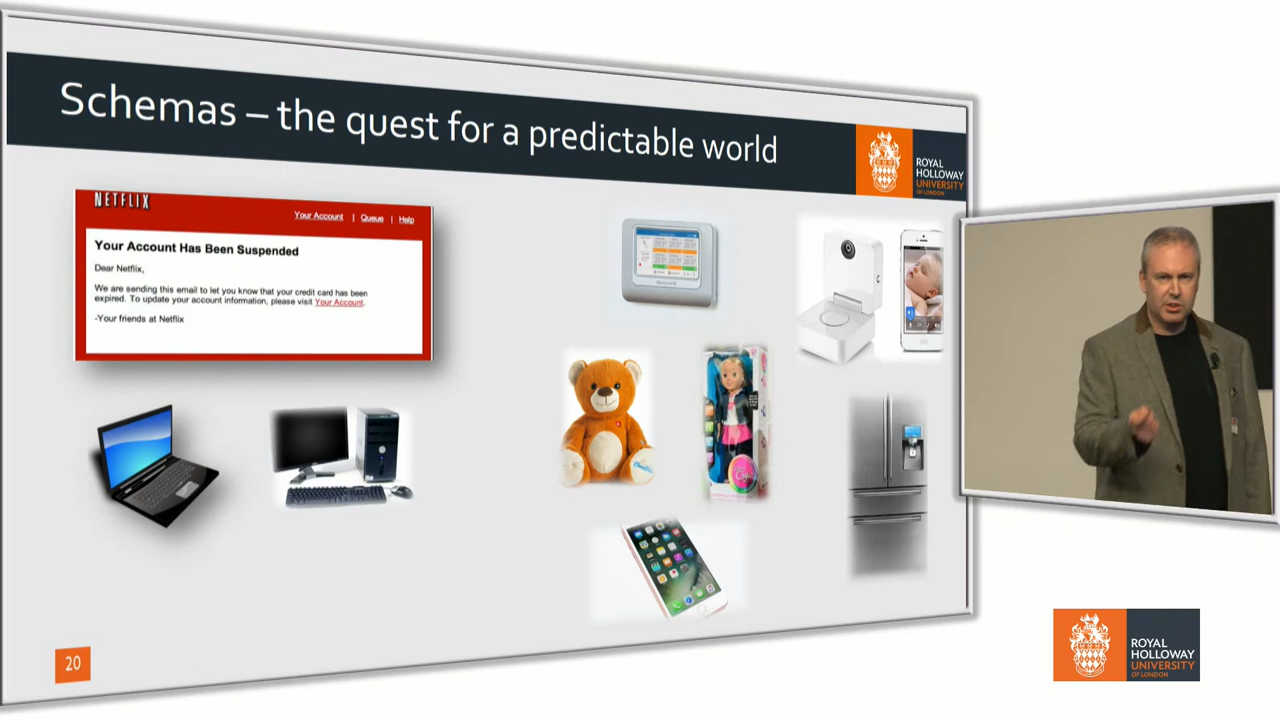 Schemas – the quest for a predictable world
ROYAL
HOLLOWAY
UNIVERSITY
OF LONDON
NETFLIX
Your Account | Queue | Help
Your Account Has Been Suspended
Dear Netflix,
We are sending this email to let you know that your credit card has been
expired. To update your account information, please visit Your Account.
-Your friends at Netflix
20
ROYAL
HOLLOWAY
UNIVERSITY
OF LONDON